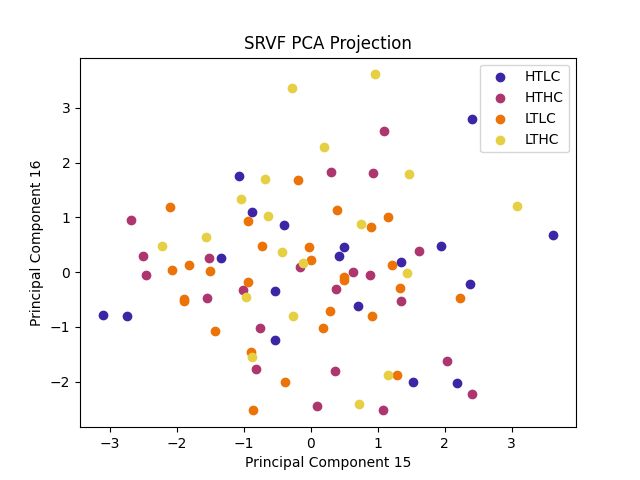 SRVF PCA Projection
HTLC
HTHC
LTLC
LTHC
Principal Component 16
3
2
1
0
−1
−2
−3
−2
−1
0
1
2
3
Principal Component 15